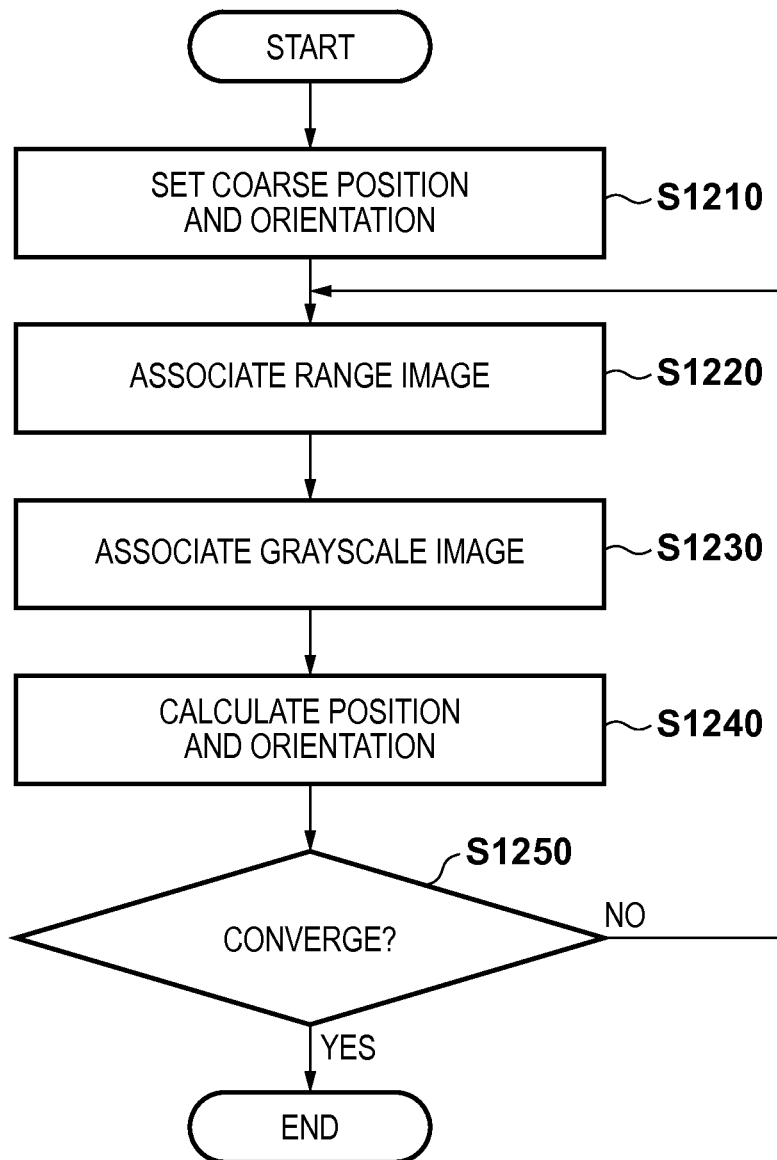 START
SET COARSE POSITION
AND ORIENTATION
S1210
ASSOCIATE RANGE IMAGE
S1220
ASSOCIATE GRAYSCALE IMAGE
S1230
CALCULATE POSITION
AND ORIENTATION
S1240
S1250
CONVERGE?
NO
YES
END